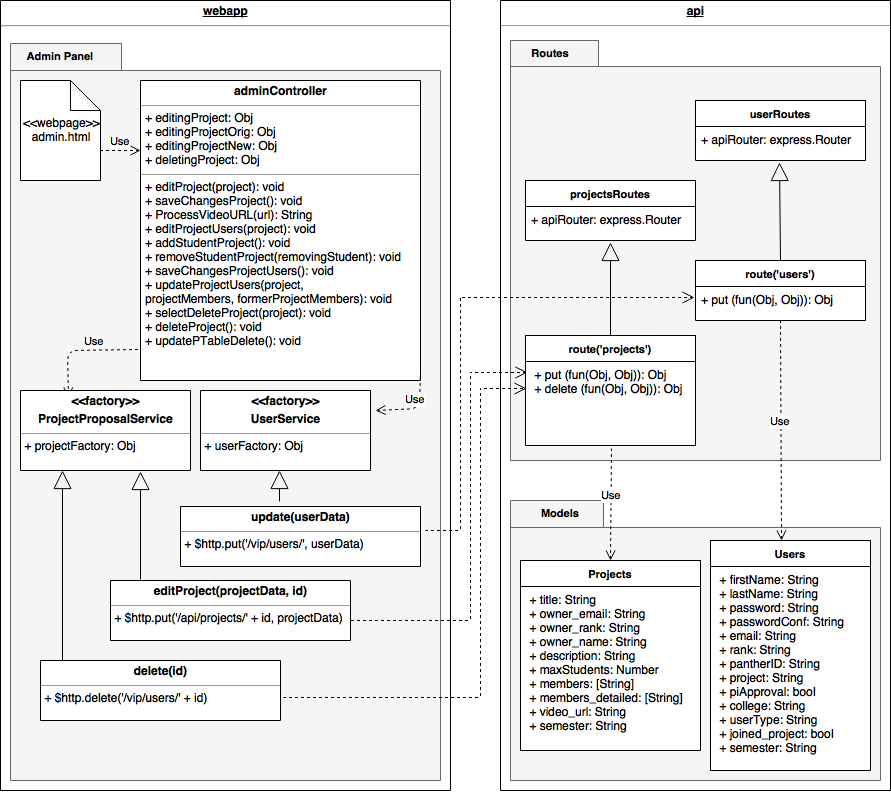 webapp
Admin Panel
<<webpage>>
admin.html
Use
adminController
+ editingProject: Obj
+ editingProjectOrig: Obj
+ editingProjectNew: Obj
+ deletingProject: Obj
+ editProject(project): void
+ saveChangesProject(): void
+ ProcessVideoURL(url): String
+ editProjectUsers(project): void
+ addStudentProject(): void
+ removeStudentProject(removingStudent): void
+ saveChangesProjectUsers(): void
+ updateProjectUsers(project,
projectMembers, formerProjectMembers): void
+ selectDeleteProject(project): void
+ deleteProject(): void
+ updatePTableDelete(): void
Use
Use
<<factory>>
ProjectProposalService
+ projectFactory: Obj
<<factory>>
UserService
+ userFactory: Obj
update(userData)
+ $http.put('/vip/users/', userData)
editProject(projectData, id)
+ $http.put('/api/projects/' + id, projectData)
delete(id)
+ $http.delete('/vip/users/' + id)
api
Routes
userRoutes
+ apiRouter: express.Router
projectsRoutes
+ apiRouter: express.Router
route('users')
+ put (fun(Obj, Obj)): Obj
route('projects')
+ put (fun(Obj, Obj)): Obj
+ delete (fun(Obj, Obj)): Obj
Use
Use
Models
Projects
+ title: String
+ owner_email: String
+ owner_rank: String
+ owner_name: String
+ description: String
+ maxStudents: Number
+ members: [String]
+ members_detailed: [String]
+ video_url: String
+ semester: String
Users
+ firstName: String
+ lastName: String
+ password: String
+ passwordConf: String
+ email: String
+ rank: String
+ pantherID: String
+ project: String
+ piApproval: bool
+ college: String
+ userType: String
+ joined_project: bool
+ semester: String